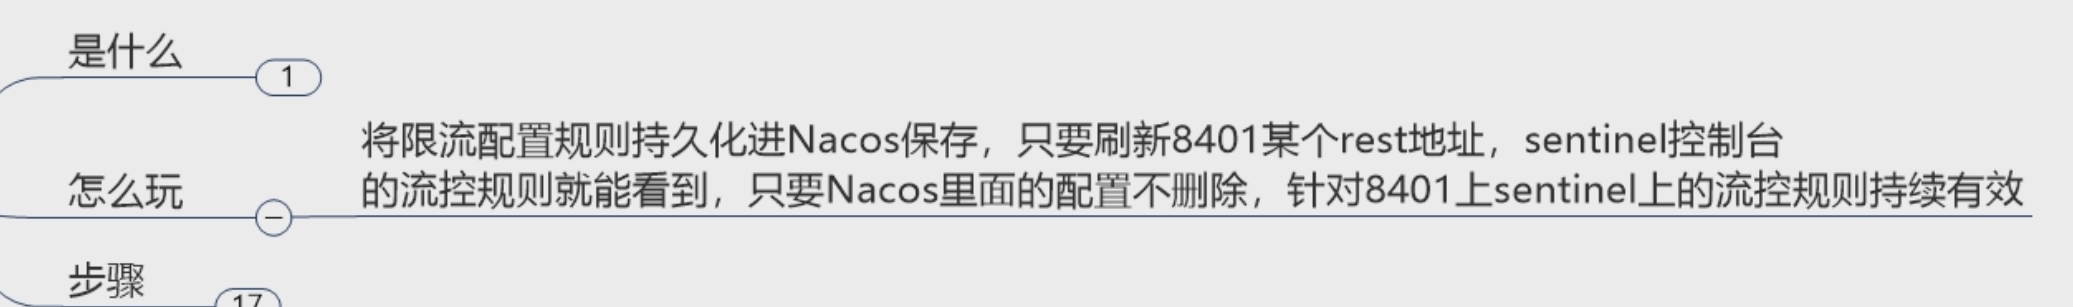 是什么
1
将限流配置规则持久化进Nacos保存，只要刷新8401某个rest地址，sentinel控制台
的流控规则就能看到，只要Nacos里面的配置不删除，针对8401上sentinel上的流控规则持续有效
怎么玩
步骤
17